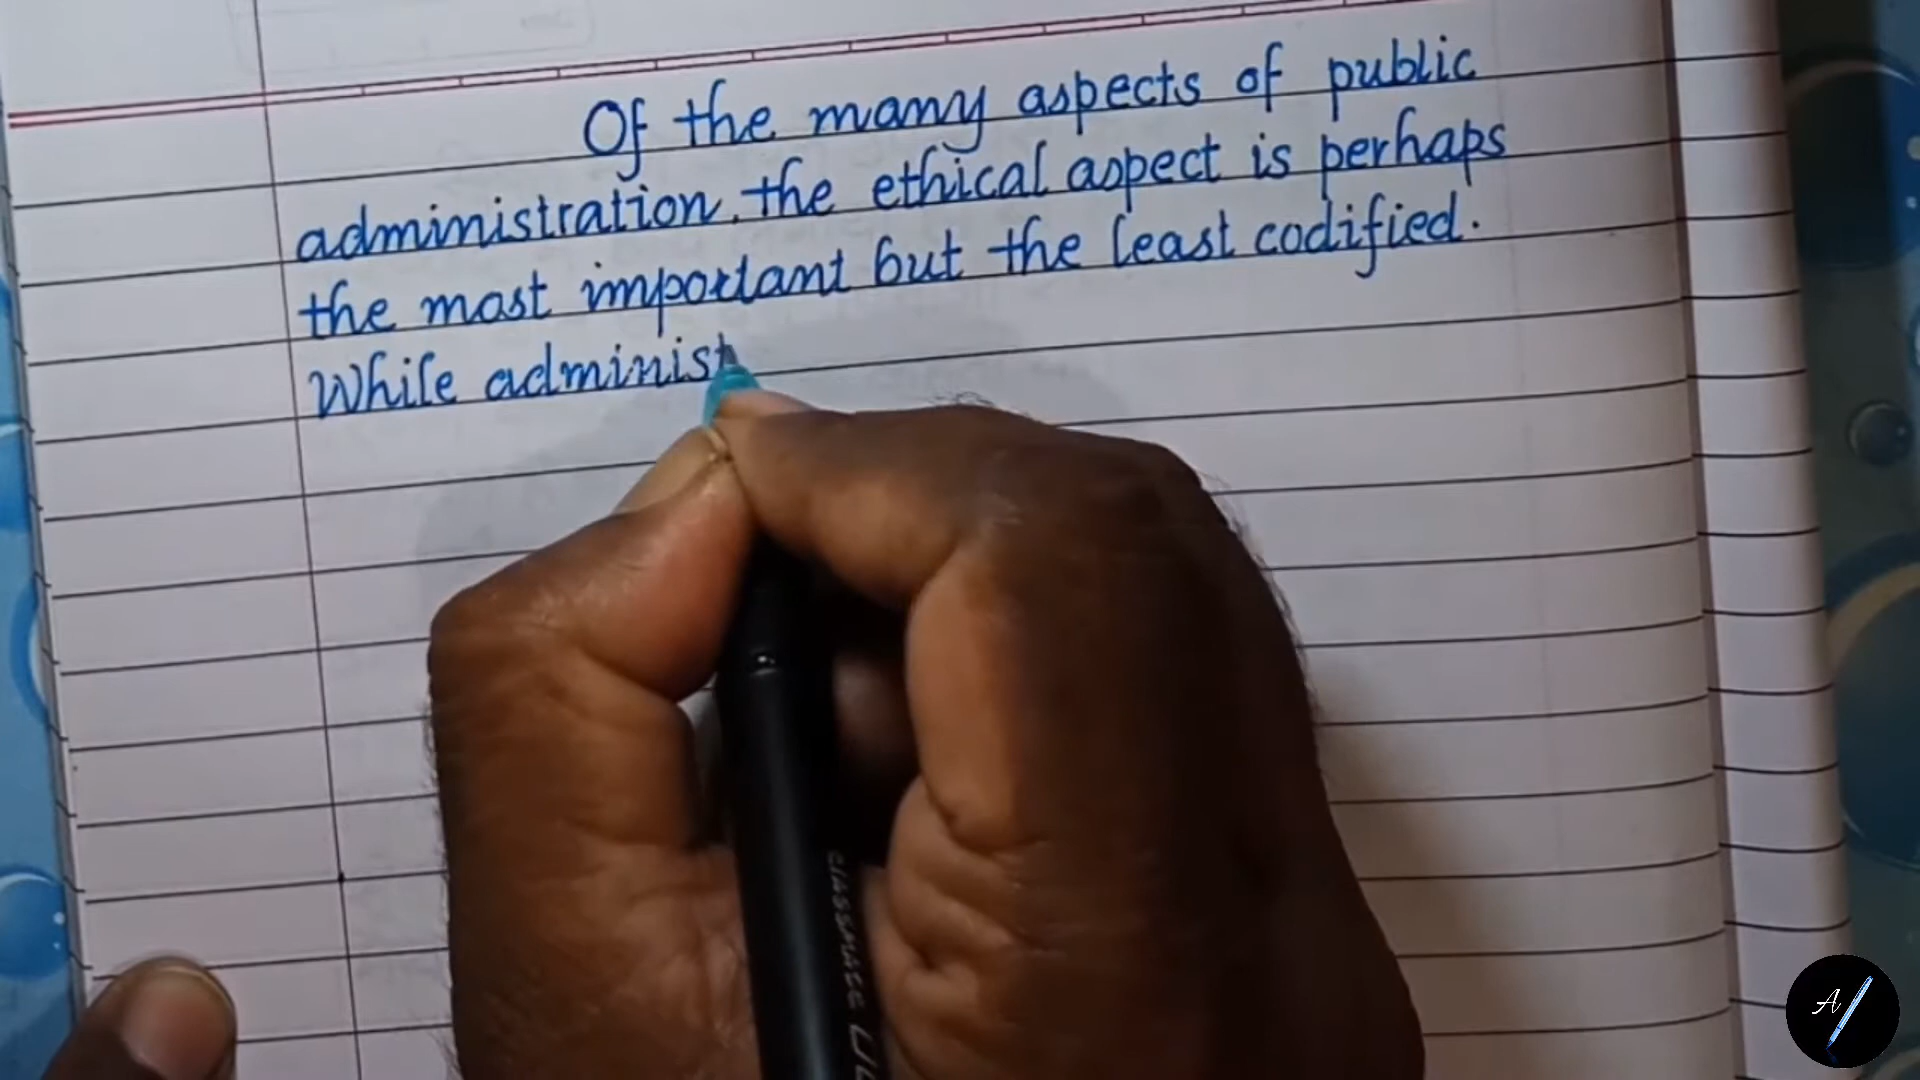 Of the many aspects of public
administration, the ethical aspect is perhaps
the most important but the least codified.
While administ
A